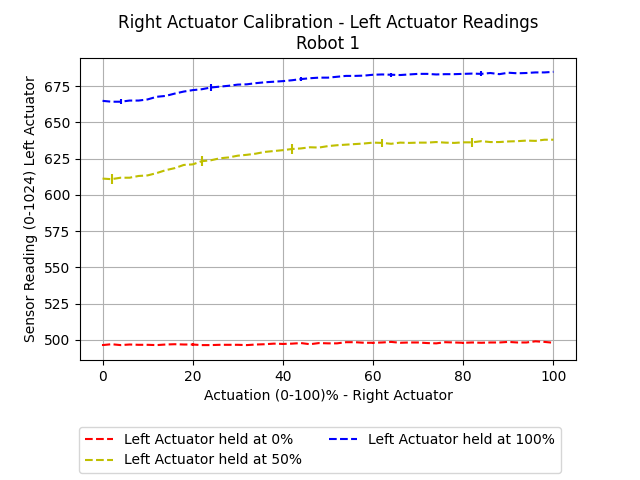 Right Actuator Calibration - Left Actuator Readings
Robot 1
Sensor Reading (0-1024) Left Actuator
675
650
625
600
575
550
525
500
0
20
40
60
80
100
Actuation (0-100)% - Right Actuator
Left Actuator held at 0%
Left Actuator held at 50%
Left Actuator held at 100%